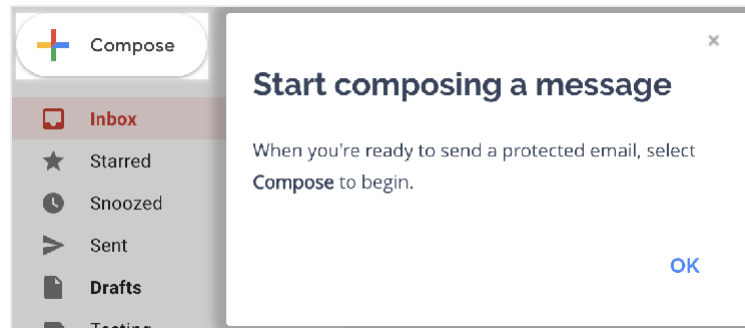 Compose
Inbox
Starred
Snoozed
Sent
Drafts
×
Start composing a message
When you're ready to send a protected email, select
Compose to begin.
OK